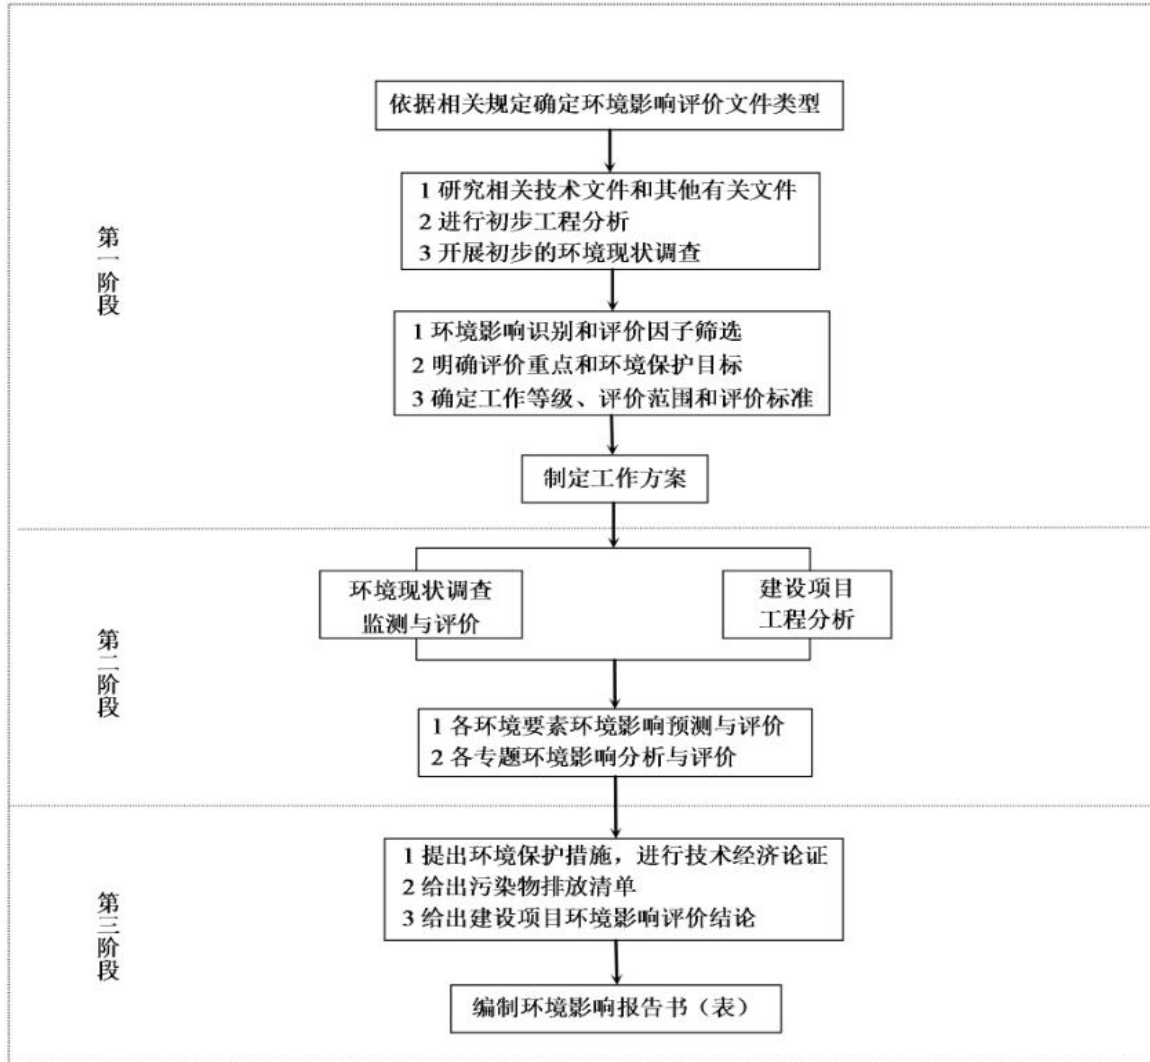 依据相关规定确定环境影响评价文件类型
1 研究相关技术文件和其他有关文件
2 进行初步工程分析
3 开展初步的环境现状调查
第一阶段
1 环境影响识别和评价因子筛选
2 明确评价重点和环境保护目标
3 确定工作等级、评价范围和评价标准
制定工作方案
环境现状调查
监测与评价
建设项目
工程分析
第二阶段
1 各环境要素环境影响预测与评价
2 各专题环境影响分析与评价
1 提出环境保护措施，进行技术经济论证
2 给出污染物排放清单
3 给出建设项目环境影响评价结论
第三阶段
编制环境影响报告书（表）